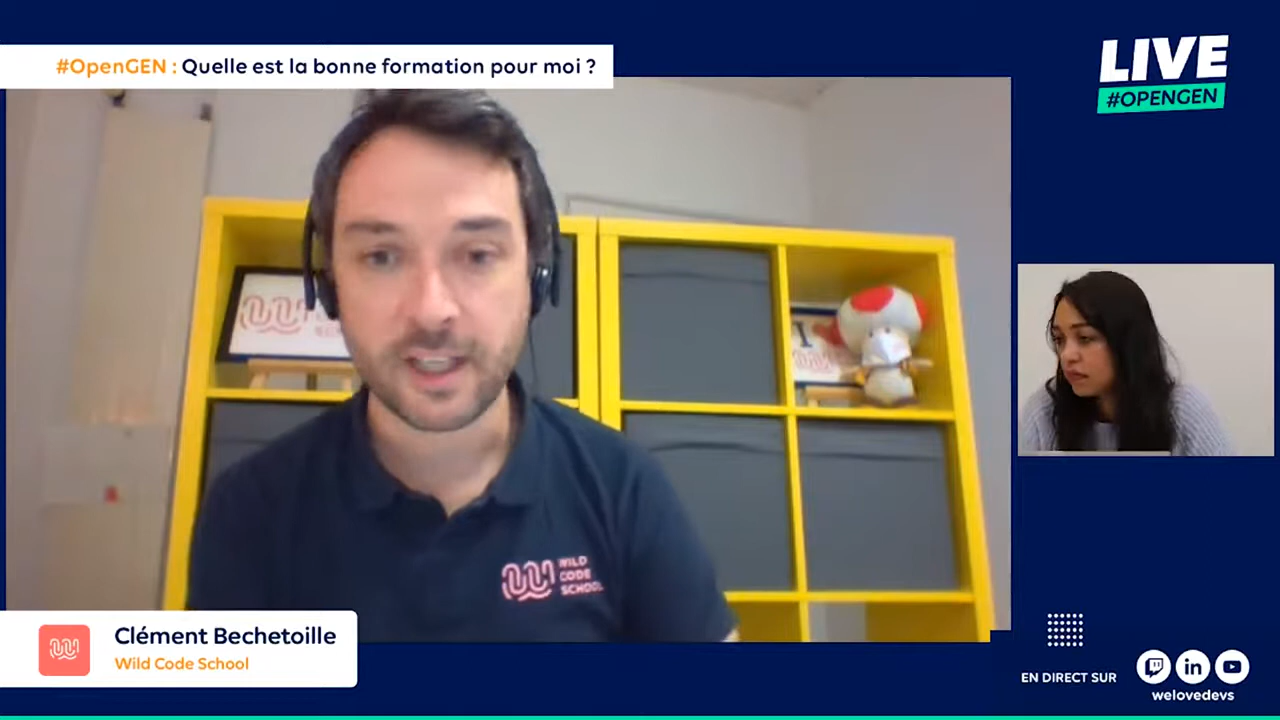 #OpenGEN : Quelle est la bonne formation pour moi ?
LIVE
#OPENGEN
I
WILD
CODE
SCHOOL
Clément Bechetoille
Wild Code School
EN DIRECT SUR
in
welovedevs